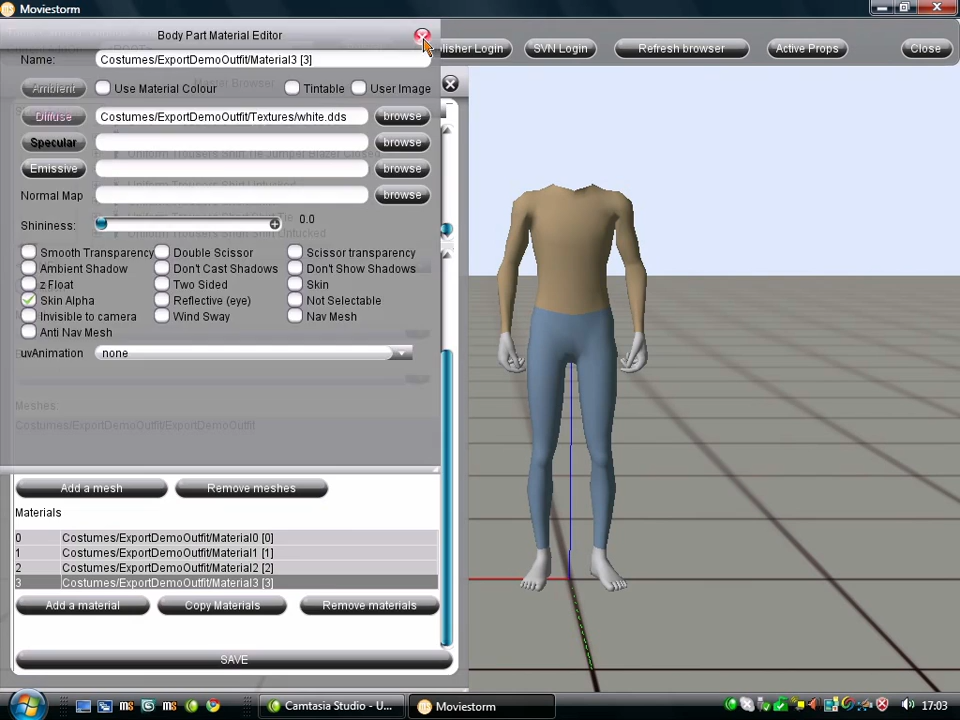 Moviestorm
Body Part Material Editor
lisher Login
SVN Login
Refresh browser
Active Props
Close
Name:
Costumes/ExportDemoOutfit/Material3 [3]
Ambient
Use Material Colour
Tintable
User Image
Diffuse
Costumes/ExportDemoOutfit/Textures/white.dds
browse
Specular
browse
Emissive
browse
Normal Map
browse
Shininess:
0.0
Smooth Transparency
Double Scissor
Scissor transparency
Ambient Shadow
Don't Cast Shadows
Don't Show Shadows
z Float
Two Sided
Skin
Skin Alpha
Reflective (eye)
Not Selectable
Invisible to camera
Wind Sway
Nav Mesh
Anti Nav Mesh
uvAnimation
none
Meshes:
Costumes/ExportDemoOutfit/ExportDemoOutfit
Add a mesh
Remove meshes
Materials
0 Costumes/ExportDemoOutfit/Material0 [0]
1 Costumes/ExportDemoOutfit/Material1 [1]
2 Costumes/ExportDemoOutfit/Material2 [2]
3 Costumes/ExportDemoOutfit/Material3 [3]
Add a material
Copy Materials
Remove materials
SAVE
Camtasia Studio - U...
Moviestorm
17:03